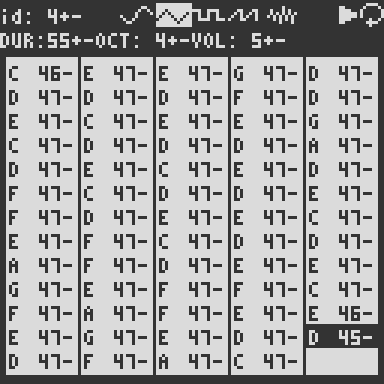 id: 4+-
DUR:55+-OCT: 4+-VOL: 5+-
C 46- E 47- E 47- G 47- D 47-
D 47- D 47- D 47- F 47- D 47-
E 47- C 47- E 47- E 47- G 47-
C 47- D 47- D 47- D 47- A 47-
D 47- E 47- C 47- E 47- D 47-
F 47- C 47- D 47- D 47- E 47-
F 47- D 47- E 47- E 47- C 47-
E 47- F 47- C 47- D 47- D 47-
A 47- F 47- D 47- F 47- E 47-
G 47- E 47- F 47- E 47- C 47-
F 47- A 47- F 47- F 47- E 46-
E 47- G 47- E 47- D 47- D 45-
D 47- F 47- A 47- C 47-